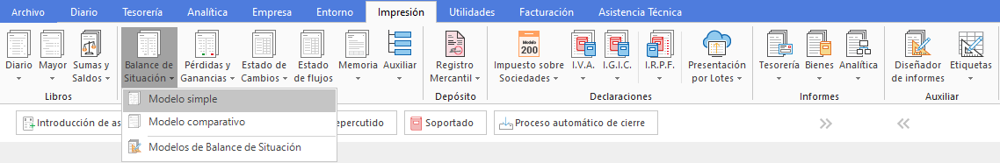 Archivo Diario Tesorería Analítica Empresa Entorno Impresión Utilidades Facturación Asistencia Técnica
Diario
Mayor
Sumas y
Saldos
Balance de
Situación
Pérdidas y
Ganancias
Estado de
Cambios
Estado
de flujos
Memoria
Auxiliar
Registro
Mercantil
Modelo
200
Impuesto sobre
Sociedades
I.V.A.
I.G.I.C.
I.R.P.F.
Presentación
por Lotes
Tesorería
Bienes
Analítica
Diseñador
de informes
Etiquetas
Libros
Depósito
Declaraciones
Informes
Auxiliar
Modelo simple
Modelo comparativo
Modelos de Balance de Situación
Introducción de as
epercutido
Soportado
Proceso automático de cierre